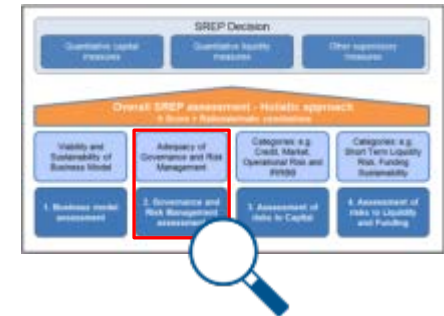 SREP Decision
Quantitative capital
measures
Quantitative liquidity
measures
Other supervisory
measures
Overall SREP assessment - Holistic approach
Viability and
Sustainability of
Business Model
Adequacy of
Governance and Risk
Management
Categories: e.g.
Credit, Market,
Operational Risk and
IRRBB
Categories: e.g.
Short Term Liquidity
Risk, Funding
Sustainability
1. Business model
assessment
2. Governance and
Risk Management
assessment
3. Assessment of
risks to Capital
4. Assessment of
risks to Liquidity
and Funding